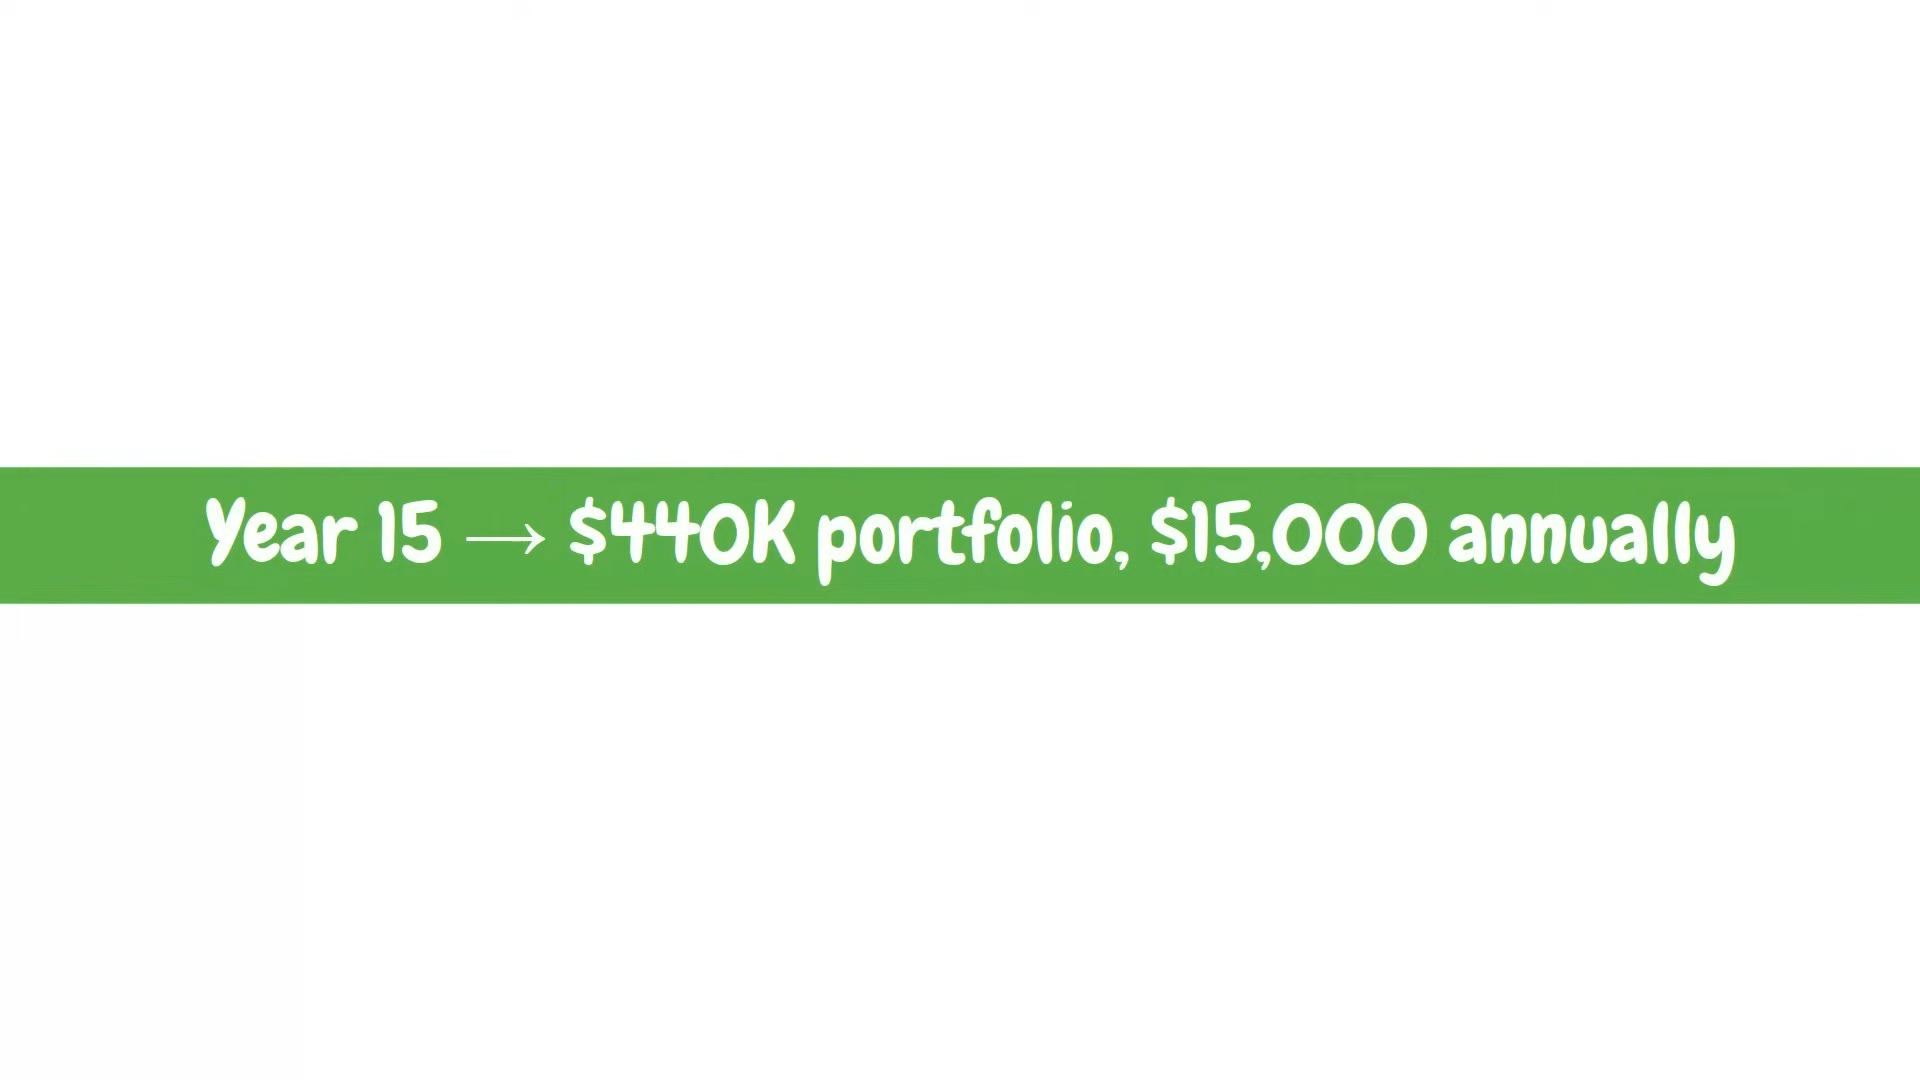 Year 15 → $440K portfolio, $15,000 annually